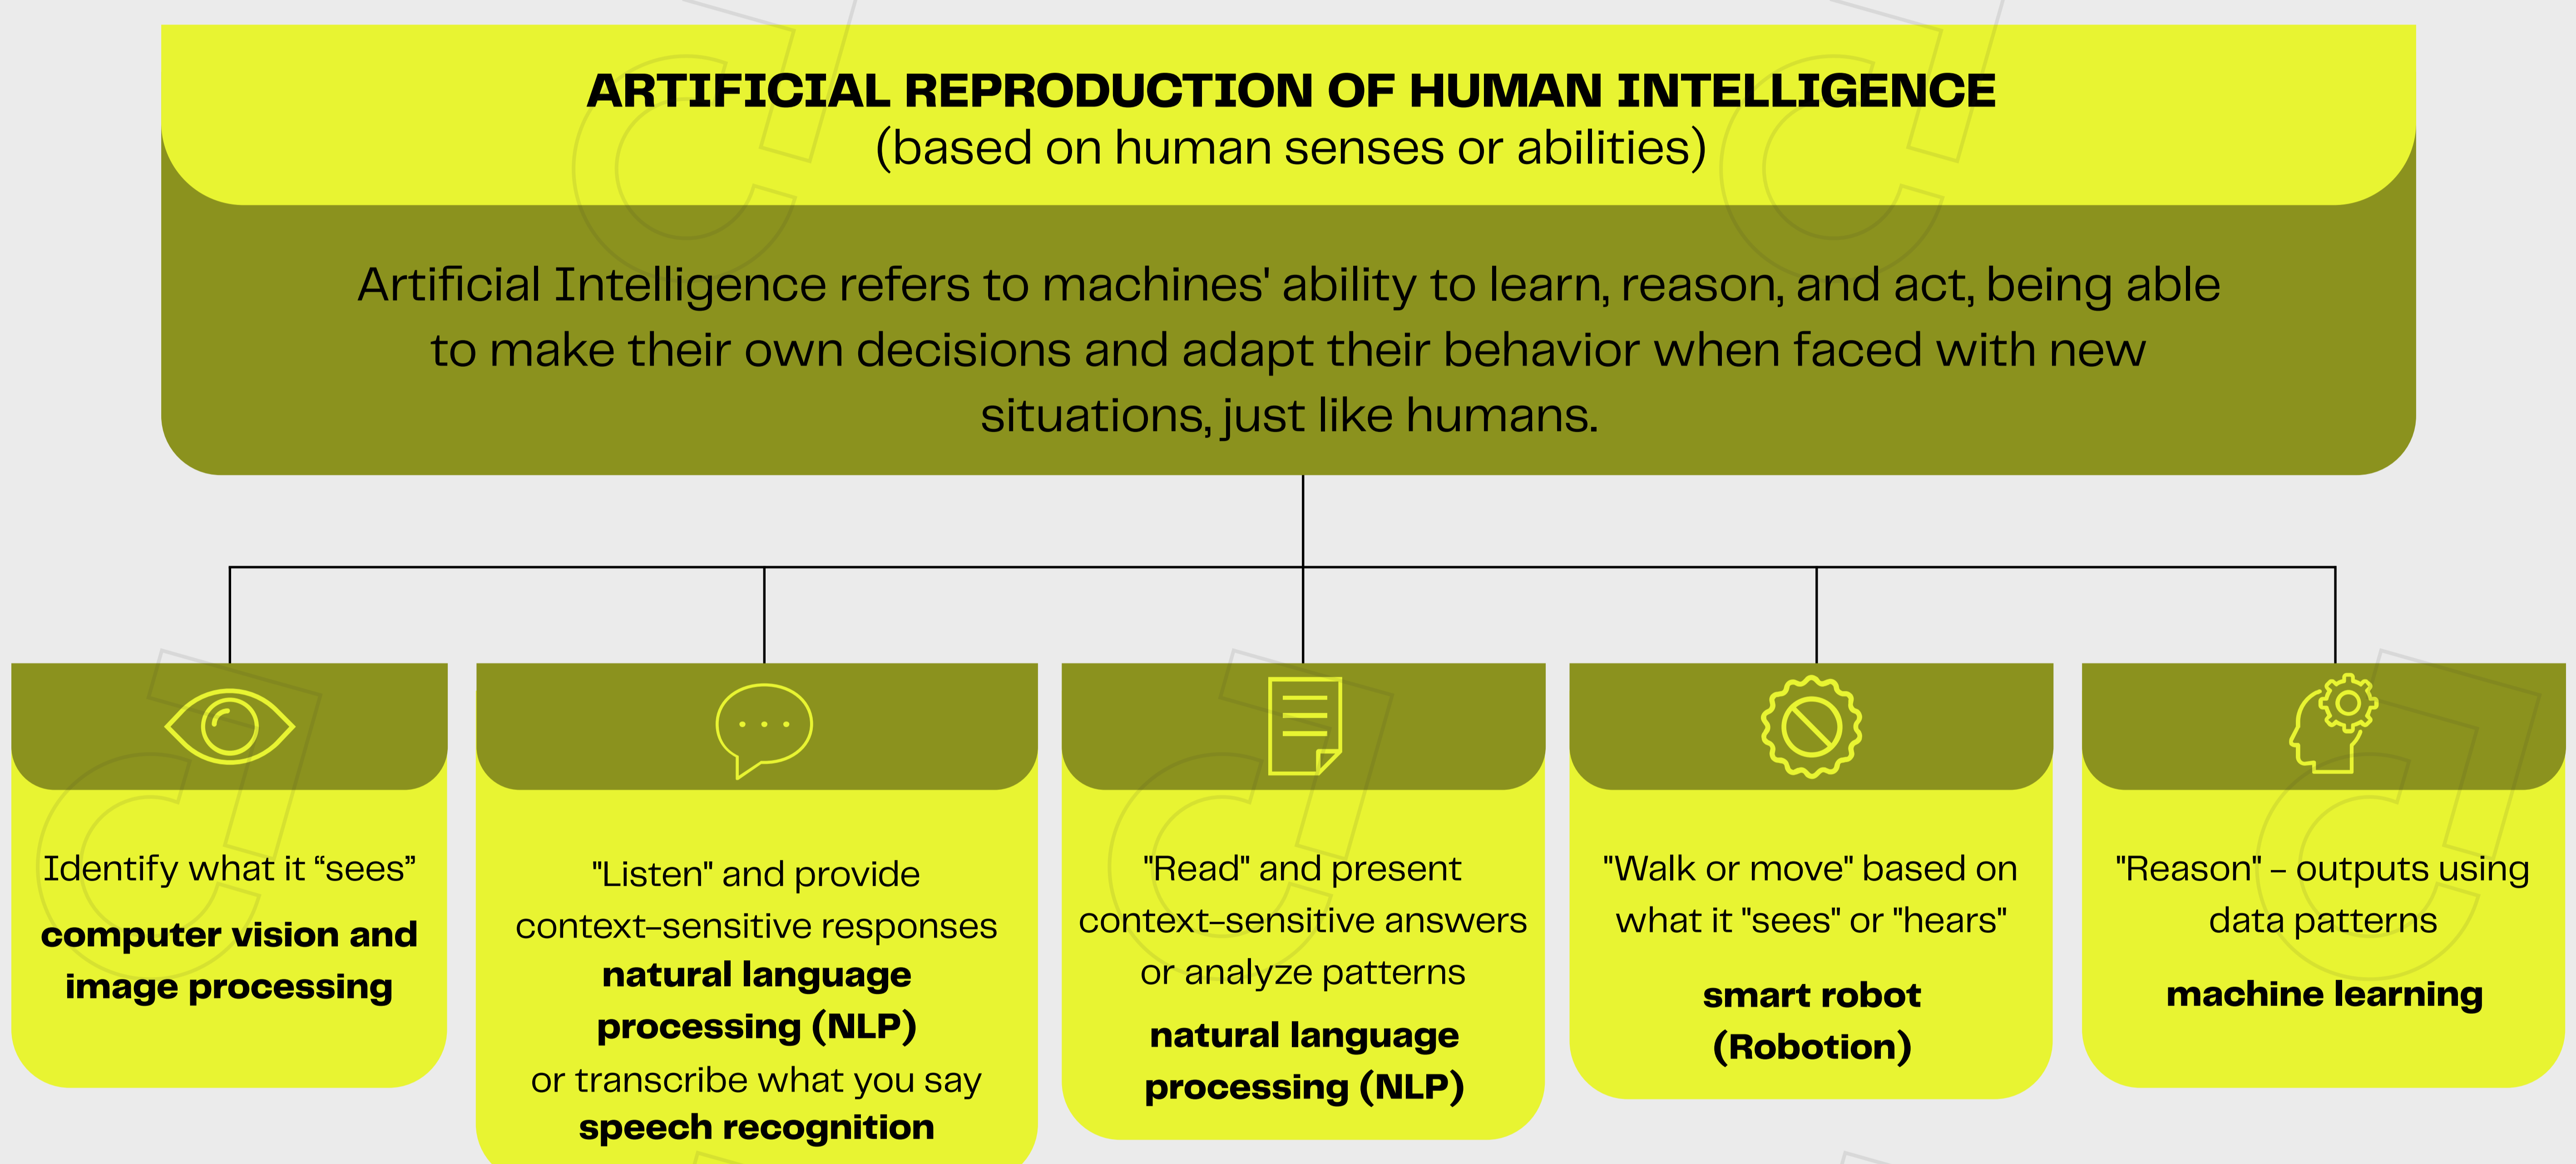 ARTIFICIAL REPRODUCTION OF HUMAN INTELLIGENCE
(based on human senses or abilities)
Artificial Intelligence refers to machines' ability to learn, reason, and act, being able
to make their own decisions and adapt their behavior when faced with new
situations, just like humans.
Identify what it “sees”
computer vision and
image processing
"Listen" and provide
context-sensitive responses
natural language
processing (NLP)
or transcribe what you say
speech recognition
"Read" and present
context-sensitive answers
or analyze patterns
natural language
processing (NLP)
"Walk or move" based on
what it "sees" or "hears"
smart robot
(Robotion)
"Reason" - outputs using
data patterns
machine learning